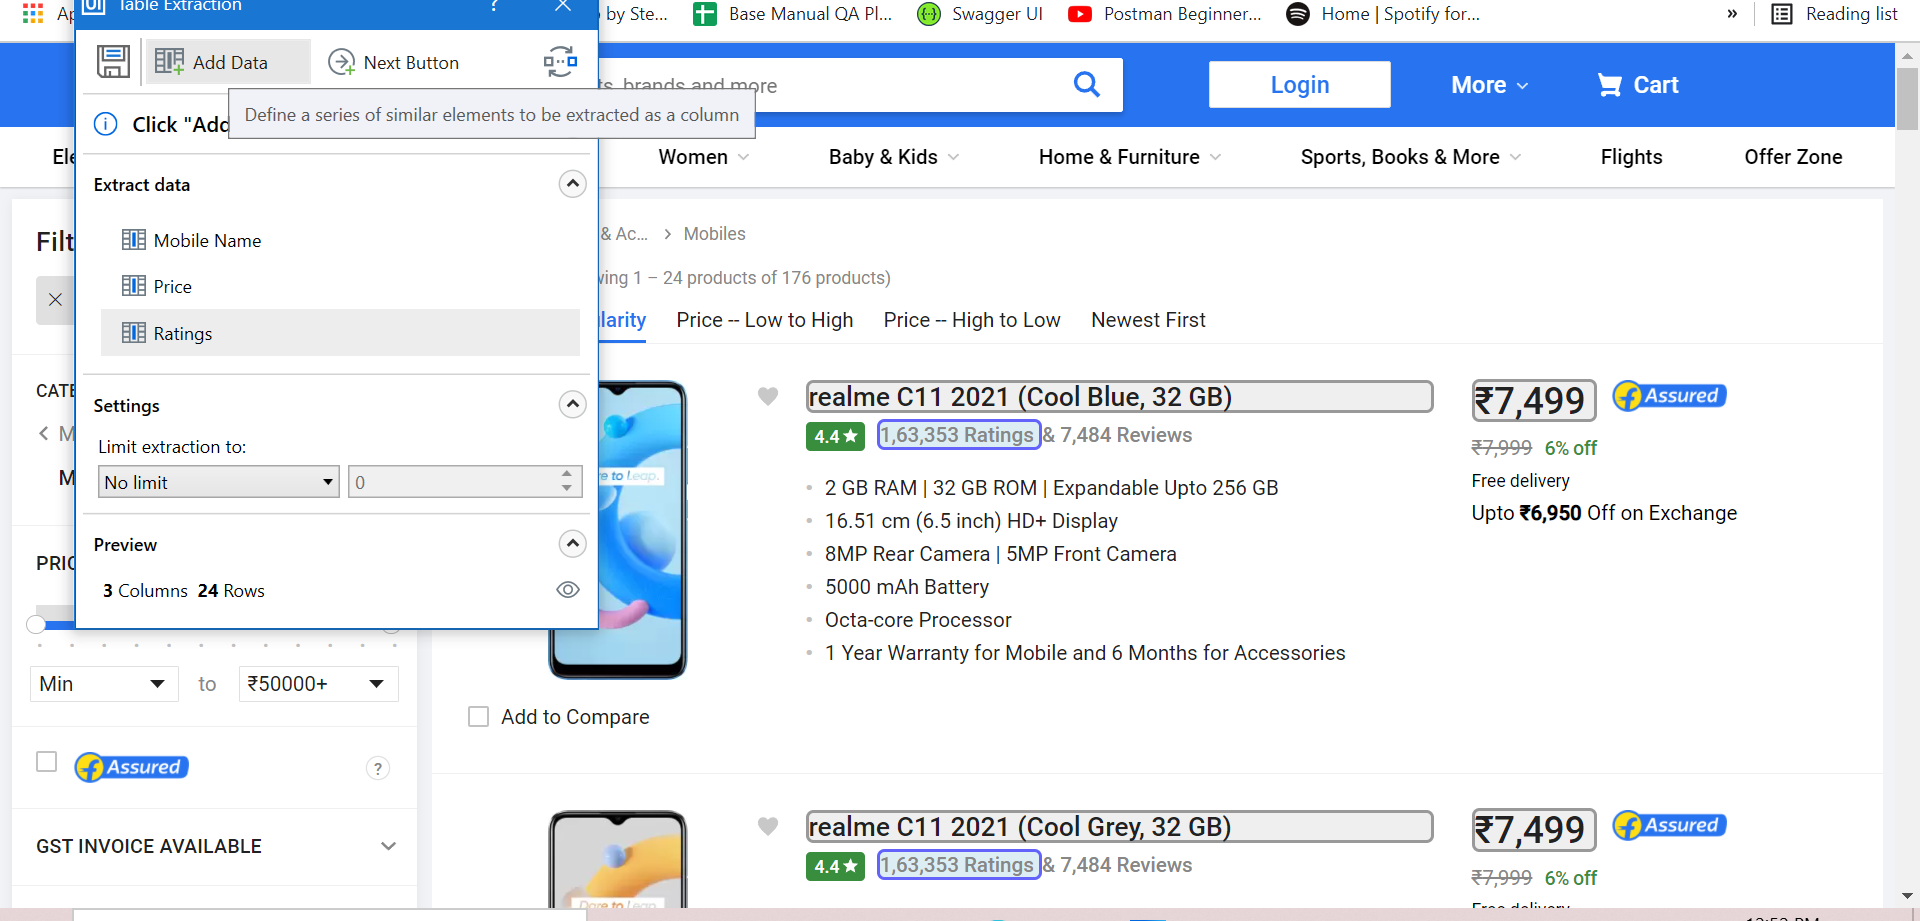 Table Extraction
?
by Ste...
Base Manual QA Pl...
Swagger UI
Postman Beginner...
Home | Spotify for...
»
Reading list
Add Data
Next Button
brands and more
Login
More
Cart
Define a series of similar elements to be extracted as a column
Click "Add
Women
Baby & Kids
Home & Furniture
Sports, Books & More
Flights
Offer Zone
Extract data
Mobile Name
Price
Ratings
Filt
& Ac...
Mobiles
ing 1 – 24 products of 176 products)
larity
Price -- Low to High
Price -- High to Low
Newest First
CATE
M
Settings
Limit extraction to:
No limit
0
Preview
3 Columns 24 Rows
PRIC
Min
to
₹50000+
Assured
?
GST INVOICE AVAILABLE
realme C11 2021 (Cool Blue, 32 GB)
4.4★
1,63,353 Ratings & 7,484 Reviews
2 GB RAM | 32 GB ROM | Expandable Upto 256 GB
16.51 cm (6.5 inch) HD+ Display
8MP Rear Camera | 5MP Front Camera
5000 mAh Battery
Octa-core Processor
1 Year Warranty for Mobile and 6 Months for Accessories
₹7,499
Assured
₹7,999 6% off
Free delivery
Upto ₹6,950 Off on Exchange
e to Leap.
Add to Compare
realme C11 2021 (Cool Grey, 32 GB)
4.4★
1,63,353 Ratings & 7,484 Reviews
₹7,499
Assured
₹7,999 6% off
Free delivery
Dare to Leap